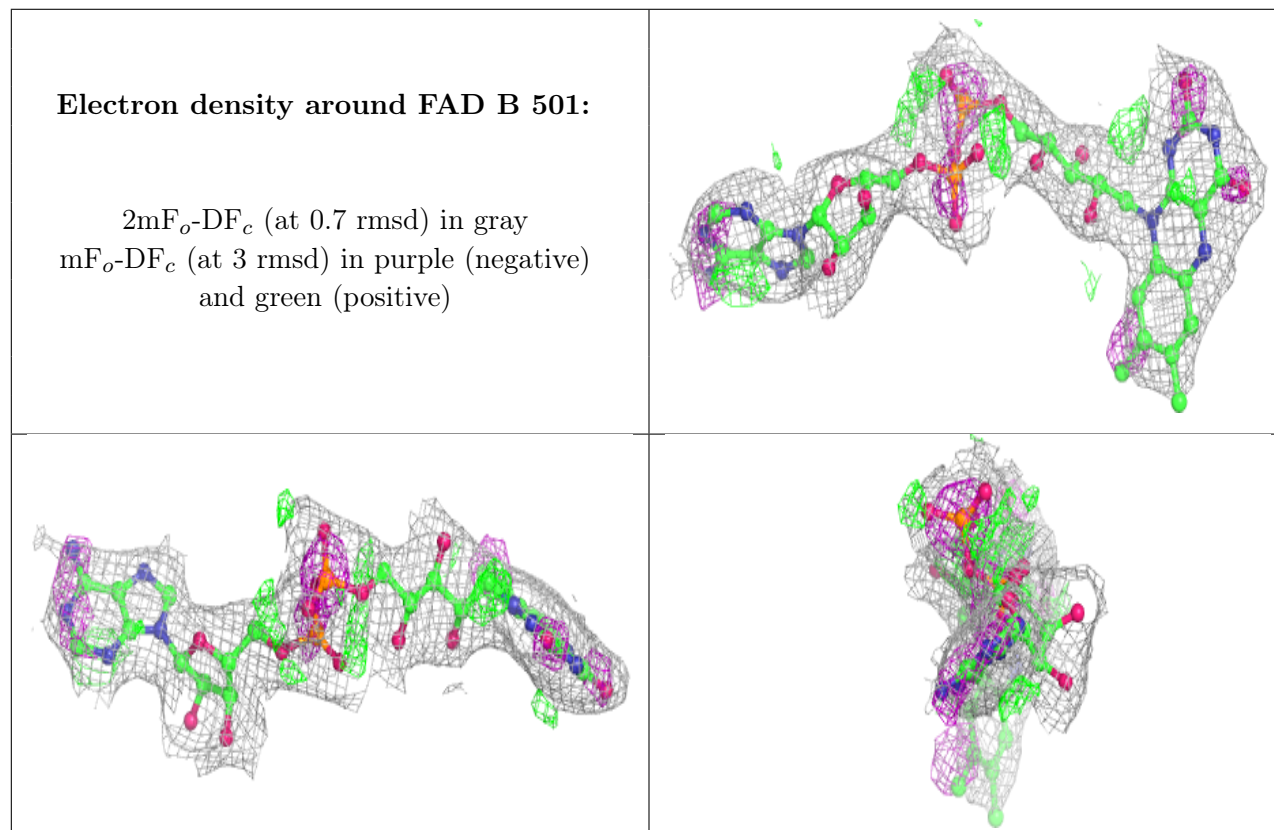 Electron density around FAD B 501:
2mFo-DFc (at 0.7 rmsd) in gray
mFo-DFc (at 3 rmsd) in purple (negative)
and green (positive)